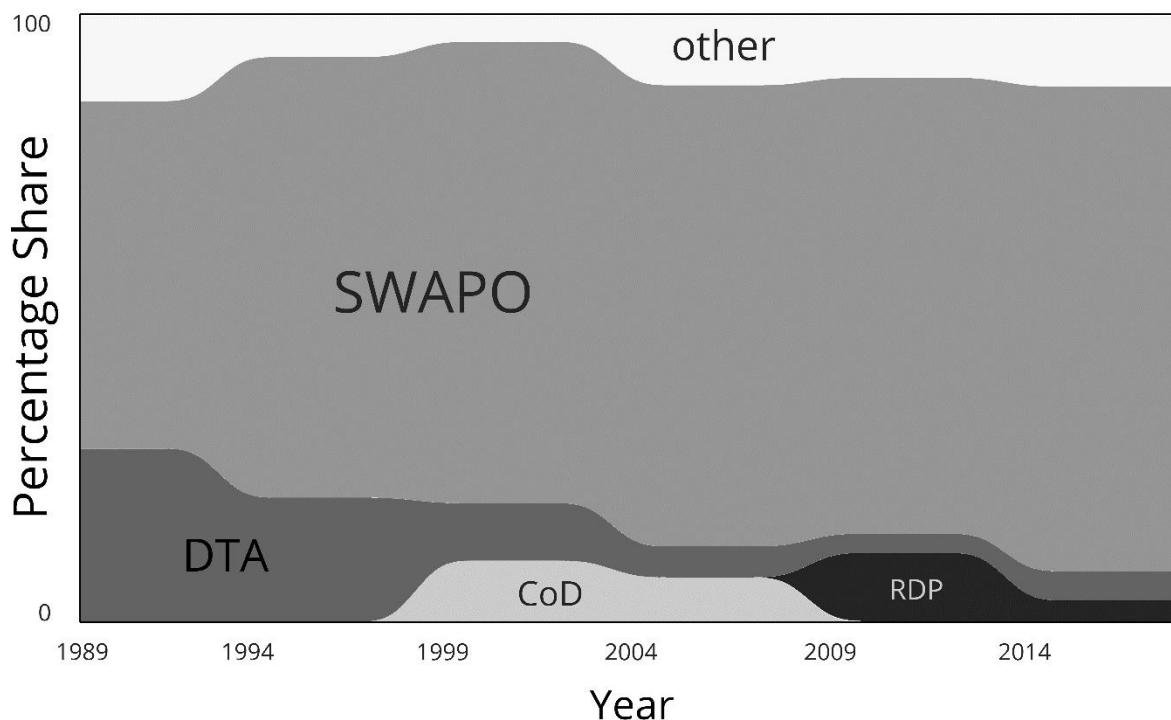 100
other
Percentage Share
SWAPO
DTA
CoD
RDP
0
1989 1994 1999 2004 2009 2014
Year